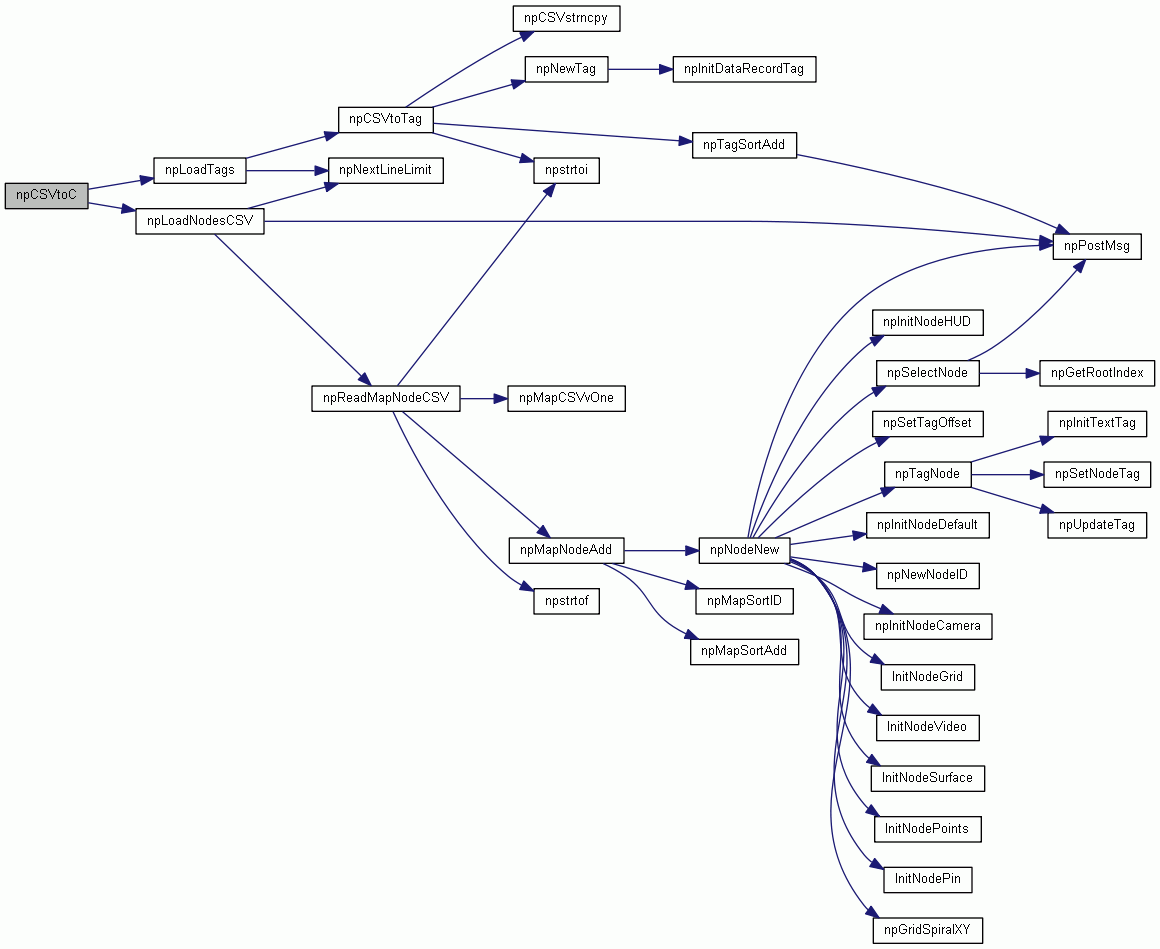 npCSVstrncpy
npNewTag
npInitDataRecordTag
npCSVtoTag
npTagSortAdd
npLoadTags
npNextLineLimit
npstrtoi
npCSVtoC
npLoadNodesCSV
npPostMsg
npInitNodeHUD
npSelectNode
npGetRootIndex
npReadMapNodeCSV
npMapCSVvOne
npSetTagOffset
npInitTextTag
npTagNode
npSetNodeTag
npInitNodeDefault
npUpdateTag
npMapNodeAdd
npNodeNew
npNewNodeID
npstrtof
npMapSortID
npInitNodeCamera
npMapSortAdd
InitNodeGrid
InitNodeVideo
InitNodeSurface
InitNodePoints
InitNodePin
npGridSpiralXY